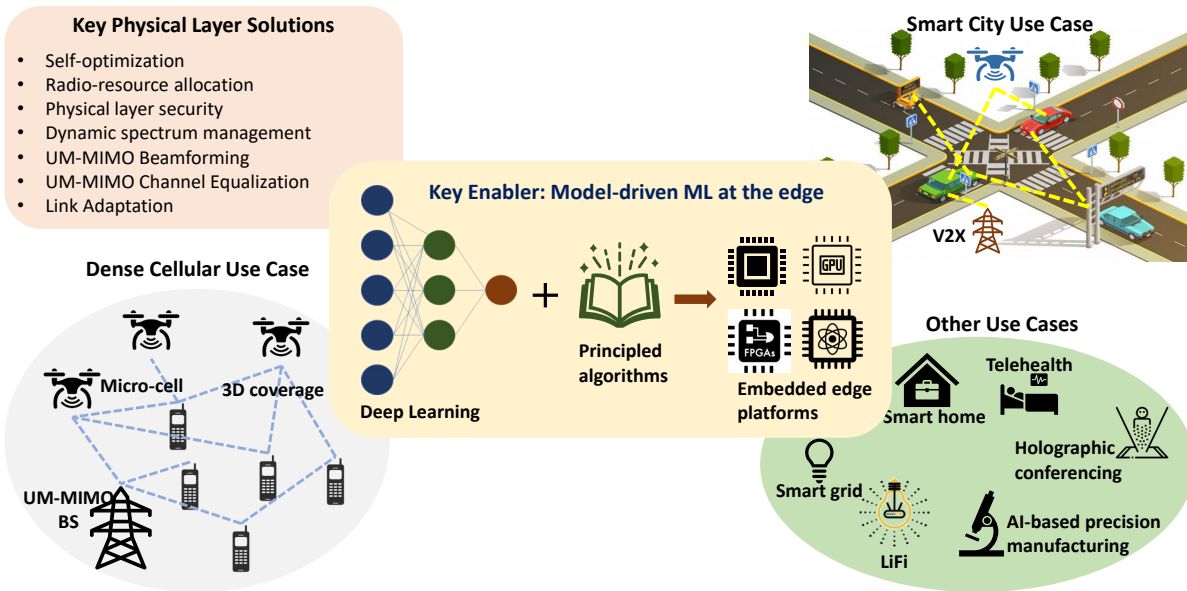 Key Physical Layer Solutions
• Self-optimization
• Radio-resource allocation
• Physical layer security
• Dynamic spectrum management
• UM-MIMO Beamforming
• UM-MIMO Channel Equalization
• Link Adaptation
Smart City Use Case
V2X
Key Enabler: Model-driven ML at the edge
Deep Learning
+
Principled
algorithms
GPU
FPGAs
Embedded edge
platforms
Dense Cellular Use Case
Micro-cell
3D coverage
UM-MIMO
BS
Other Use Cases
Smart home
Telehealth
Holographic
conferencing
Smart grid
LiFi
AI-based precision
manufacturing